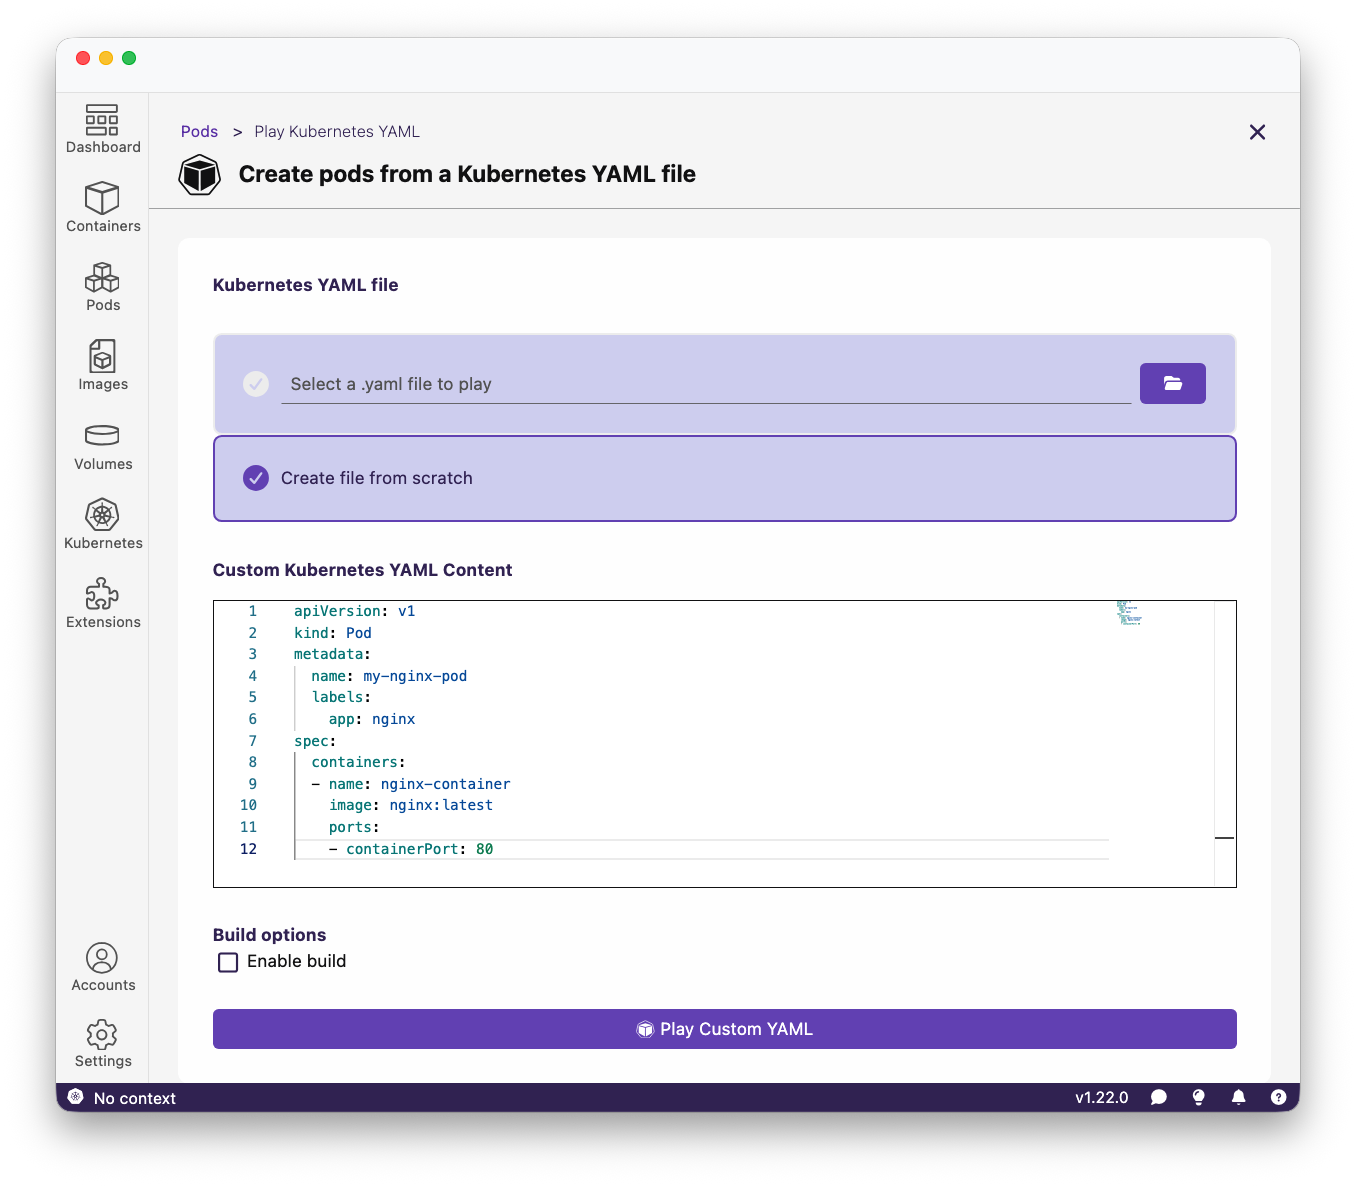 Dashboard
Containers
Pods
Images
Volumes
Kubernetes
Extensions
Accounts
Settings
Pods > Play Kubernetes YAML
Create pods from a Kubernetes YAML file
Kubernetes YAML file
Select a .yaml file to play
Create file from scratch
Custom Kubernetes YAML Content
1 apiVersion: v1
2 kind: Pod
3 metadata:
4   name: my-nginx-pod
5   labels:
6     app: nginx
7 spec:
8   containers:
9   - name: nginx-container
10     image: nginx:latest
11     ports:
12     - containerPort: 80
Build options
Enable build
Play Custom YAML
No context
v1.22.0